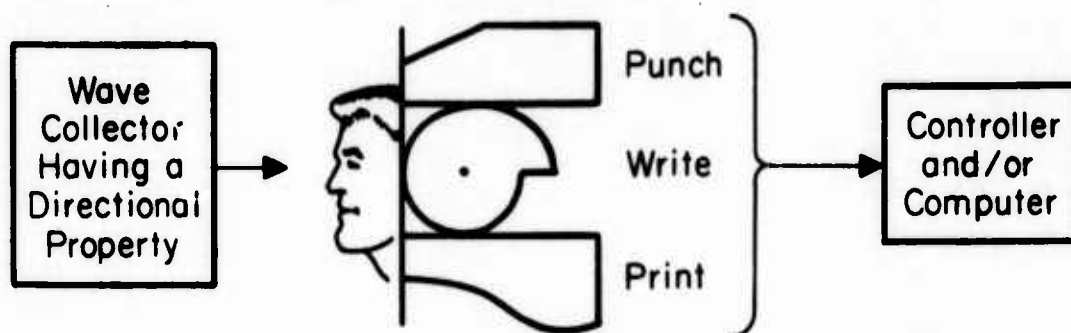 Wave
Collector
Having a
Directional
Property
Punch
Write
Print
Controller
and/or
Computer